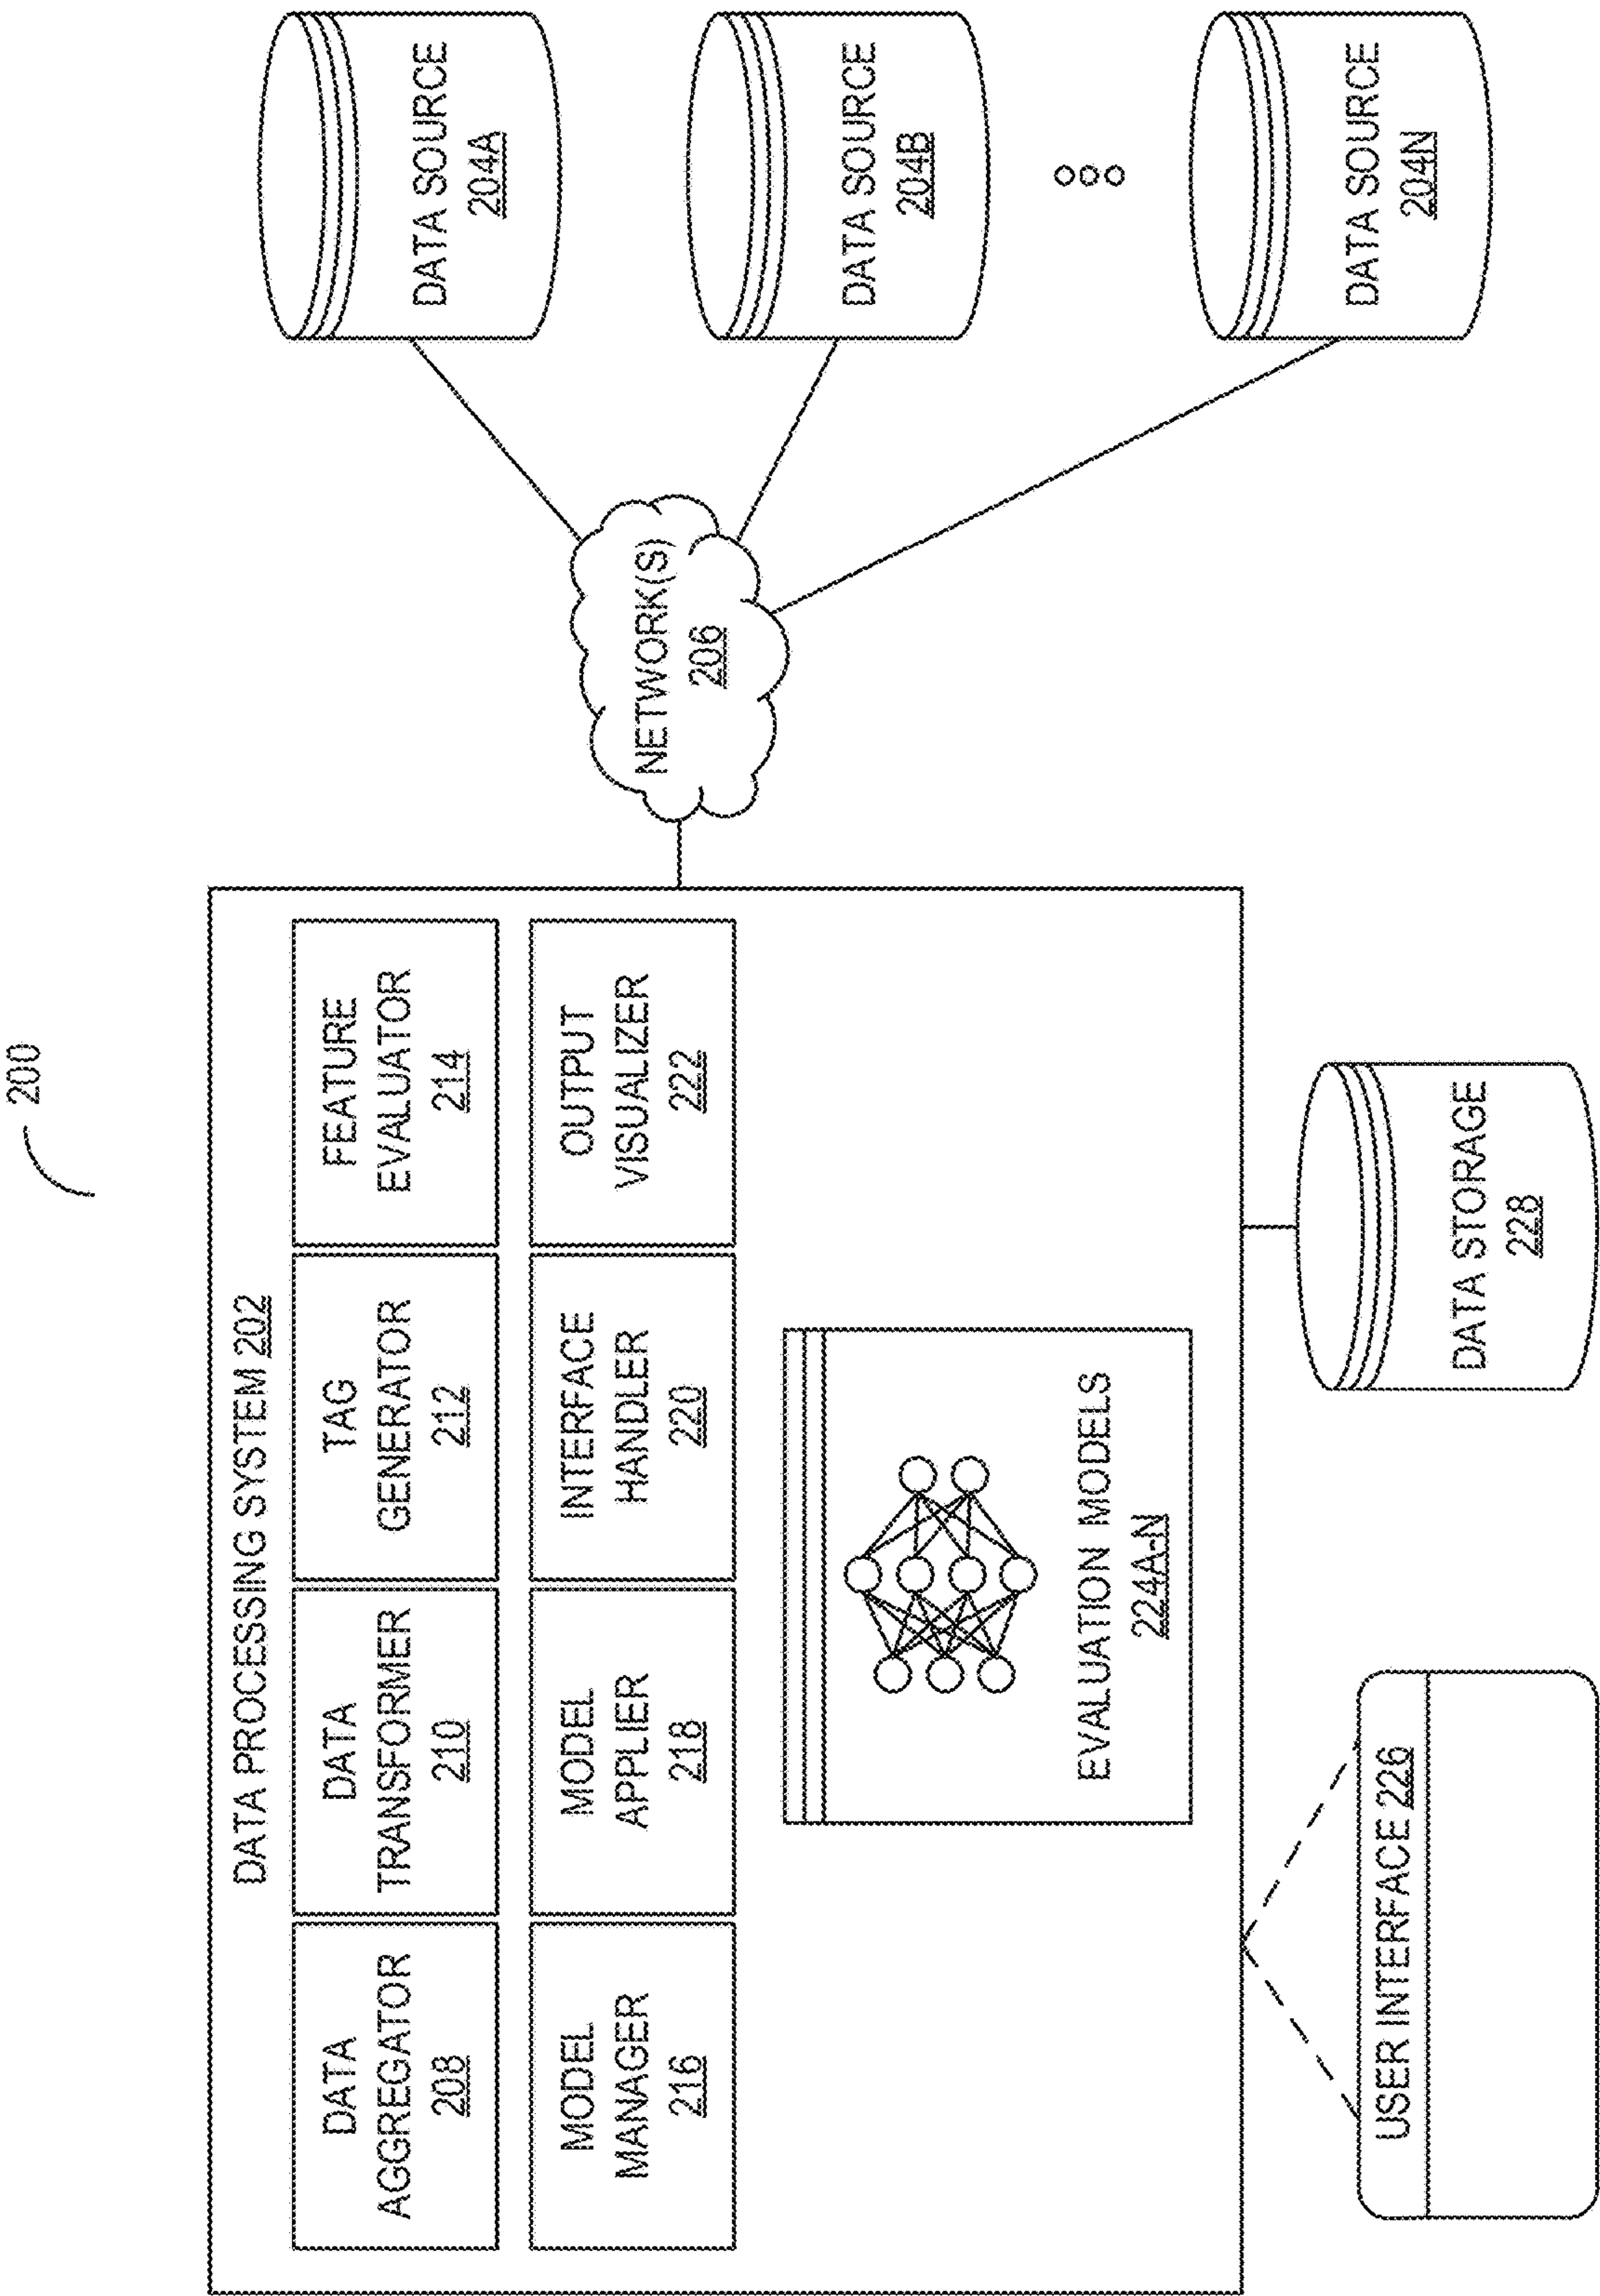 200
DATA PROCESSING SYSTEM 202
DATA
AGGREGATOR
208
DATA
TRANSFORMER
210
TAG
GENERATOR
212
FEATURE
EVALUATOR
214
MODEL
MANAGER
216
MODEL
APPLIER
218
INTERFACE
HANDLER
220
OUTPUT
VISUALIZER
222
EVALUATION MODELS
224A-N
USER INTERFACE 226
DATA STORAGE
228
NETWORK(S)
206
DATA SOURCE
204A
DATA SOURCE
204B
DATA SOURCE
204N